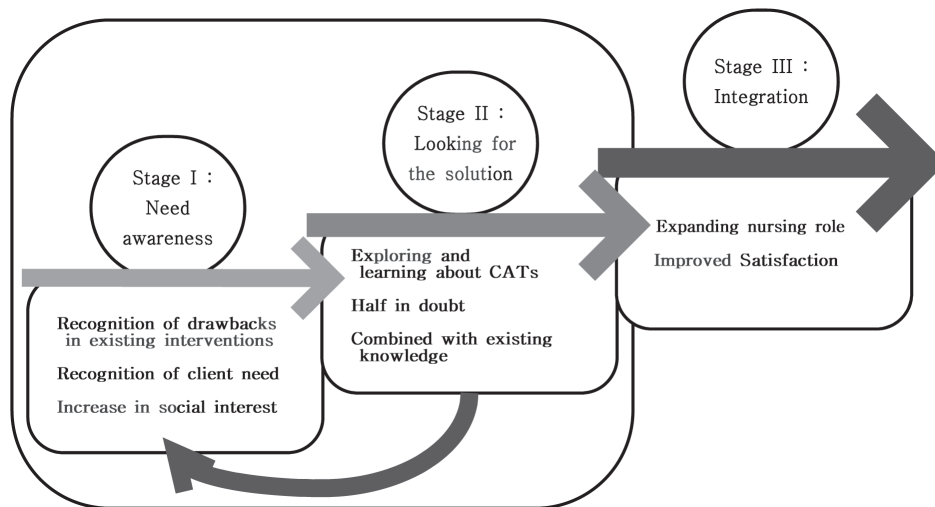 Stage I :
Need
awareness
Recognition of drawbacks
in existing interventions
Recognition of client need
Increase in social interest
Stage II :
Looking for
the solution
Exploring and
learning about CATs
Half in doubt
Combined with existing
knowledge
Stage III :
Integration
Expanding nursing role
Improved Satisfaction